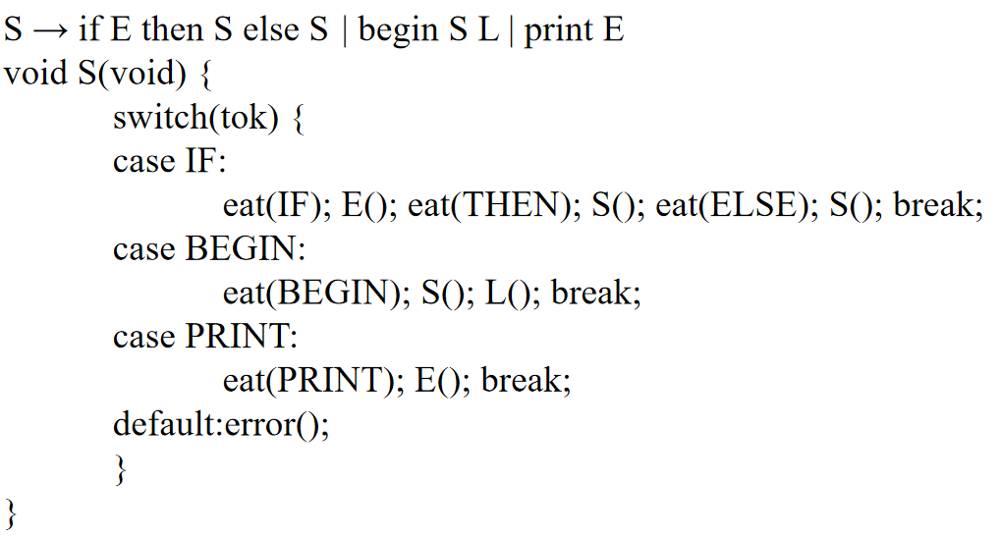 S → if E then S else S | begin S L | print E
void S(void) {
switch(tok) {
case IF:
eat(IF); E(); eat(THEN); S(); eat(ELSE); S(); break;
case BEGIN:
eat(BEGIN); S(); L(); break;
case PRINT:
eat(PRINT); E(); break;
default:error();
}
}